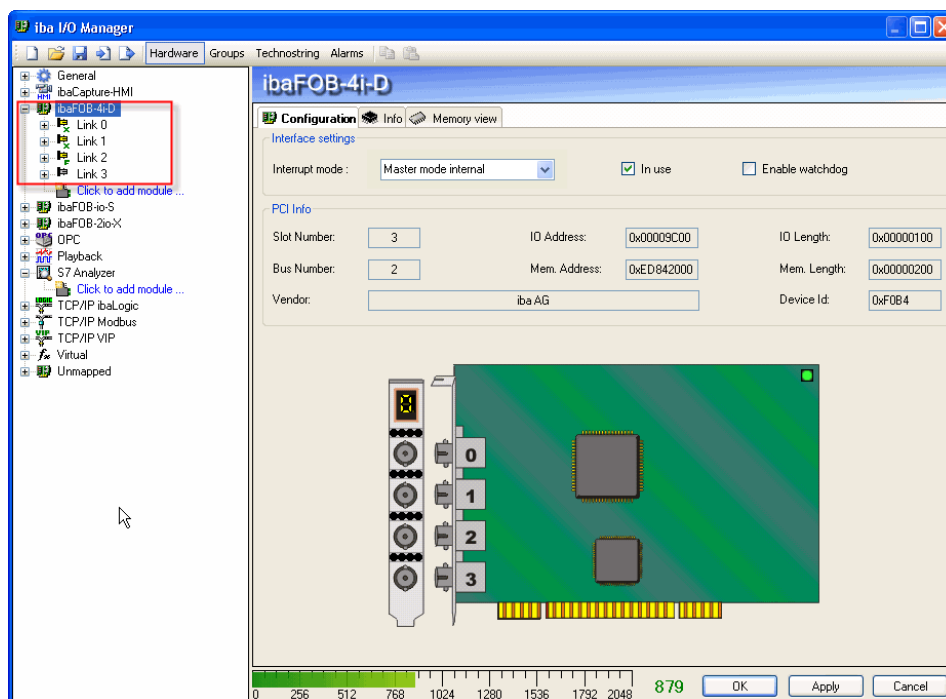 iba I/O Manager
Hardware Groups Technostring Alarms
General
ibaCapture-HMI
ibaFOB-4i-D
Link 0
Link 1
Link 2
Link 3
Click to add module ...
ibaFOB-io-S
ibaFOB-2io-X
OPC
Playback
S7 Analyzer
Click to add module ...
TCP/IP ibaLogic
TCP/IP Modbus
TCP/IP VIP
Virtual
Unmapped
ibaFOB-4i-D
Configuration Info Memory view
Interface settings
Interrupt mode : Master mode internal In use Enable watchdog
PCI Info
Slot Number: 3 IO Address: 0x00009C00 IO Length: 0x00000100
Bus Number: 2 Mem. Address: 0xED842000 Mem. Length: 0x00000200
Vendor: iba AG Device Id: 0xF0B4
0
1
2
3
0 256 512 768 1024 1280 1536 1792 2048
879 OK Apply Cancel